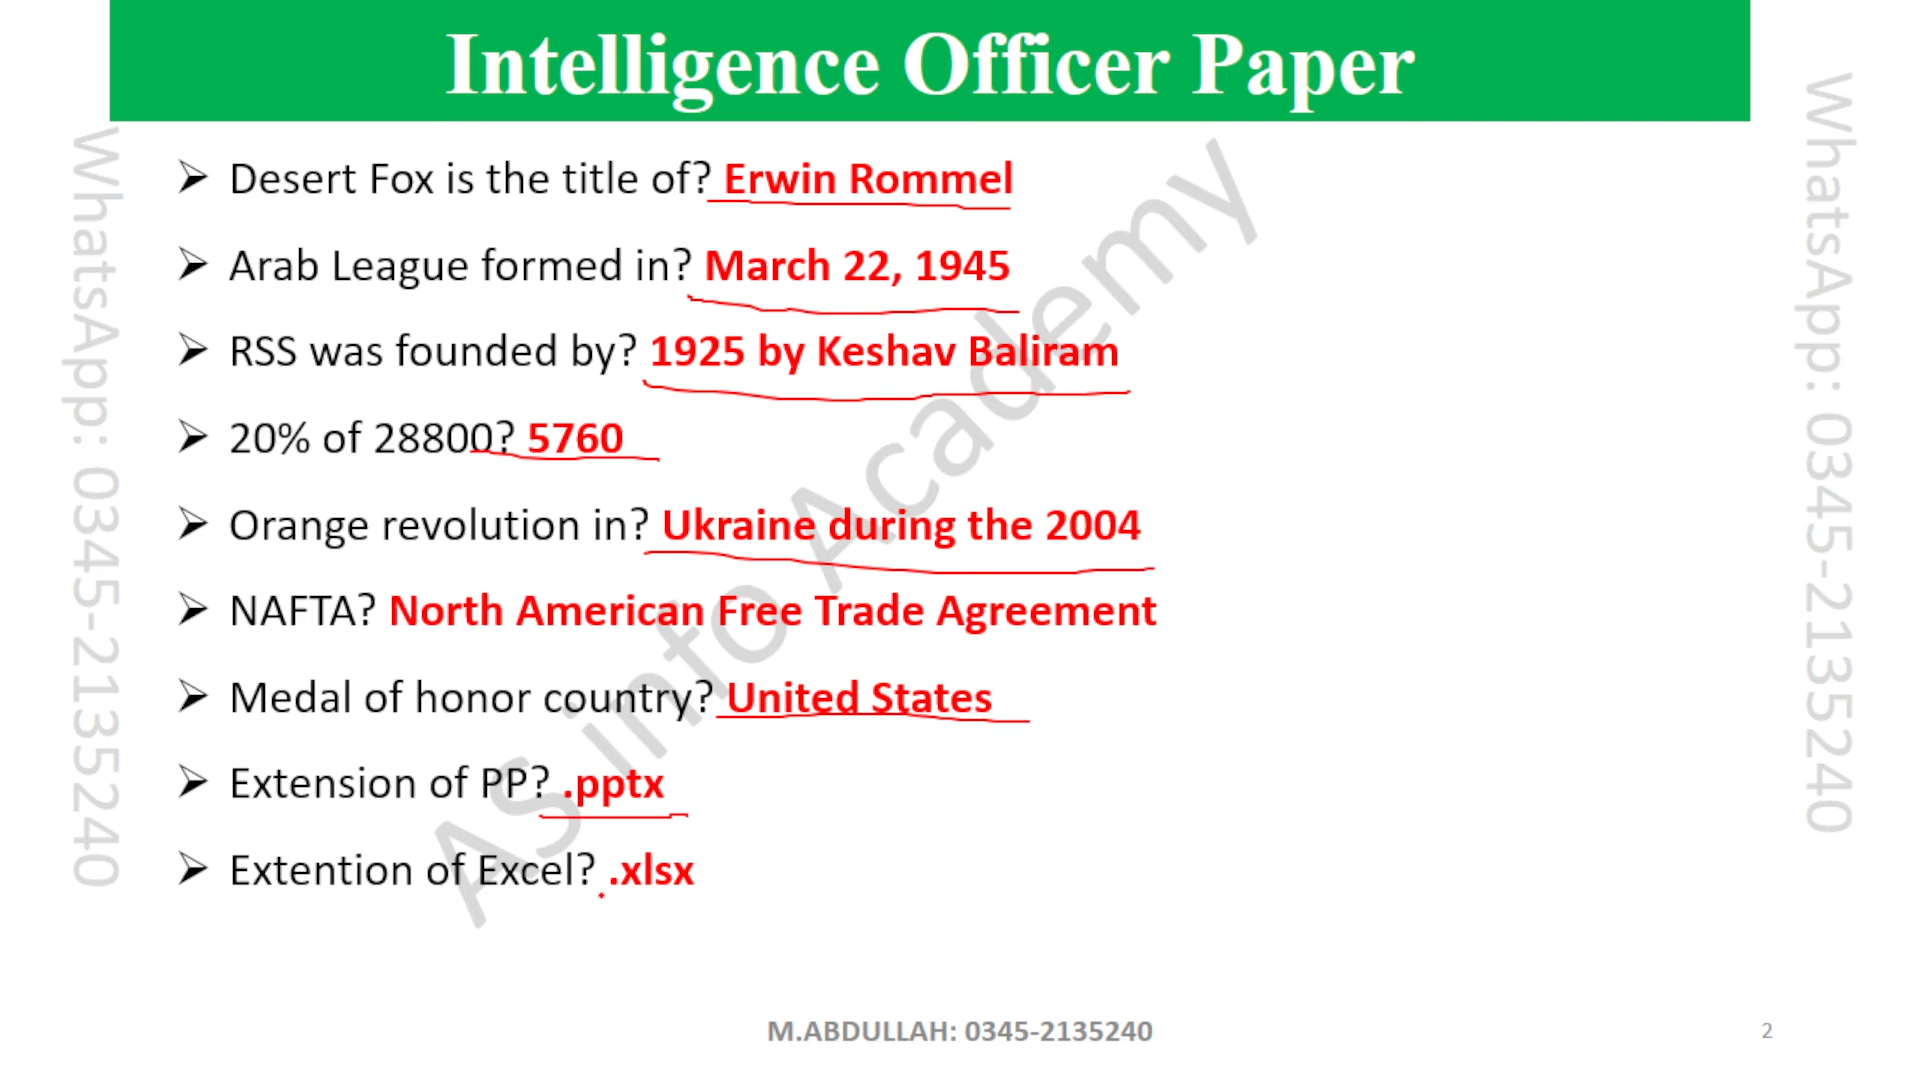 Intelligence Officer Paper
➢ Desert Fox is the title of? Erwin Rommel
➢ Arab League formed in? March 22, 1945
➢ RSS was founded by? 1925 by Keshav Baliram
➢ 20% of 28800? 5760
➢ Orange revolution in? Ukraine during the 2004
➢ NAFTA? North American Free Trade Agreement
➢ Medal of honor country? United States
➢ Extension of PP? .pptx
➢ Extention of Excel? .xlsx
AS info Academy
WhatsApp: 0345-2135240
WhatsApp: 0345-2135240
M.ABDULLAH: 0345-2135240
2